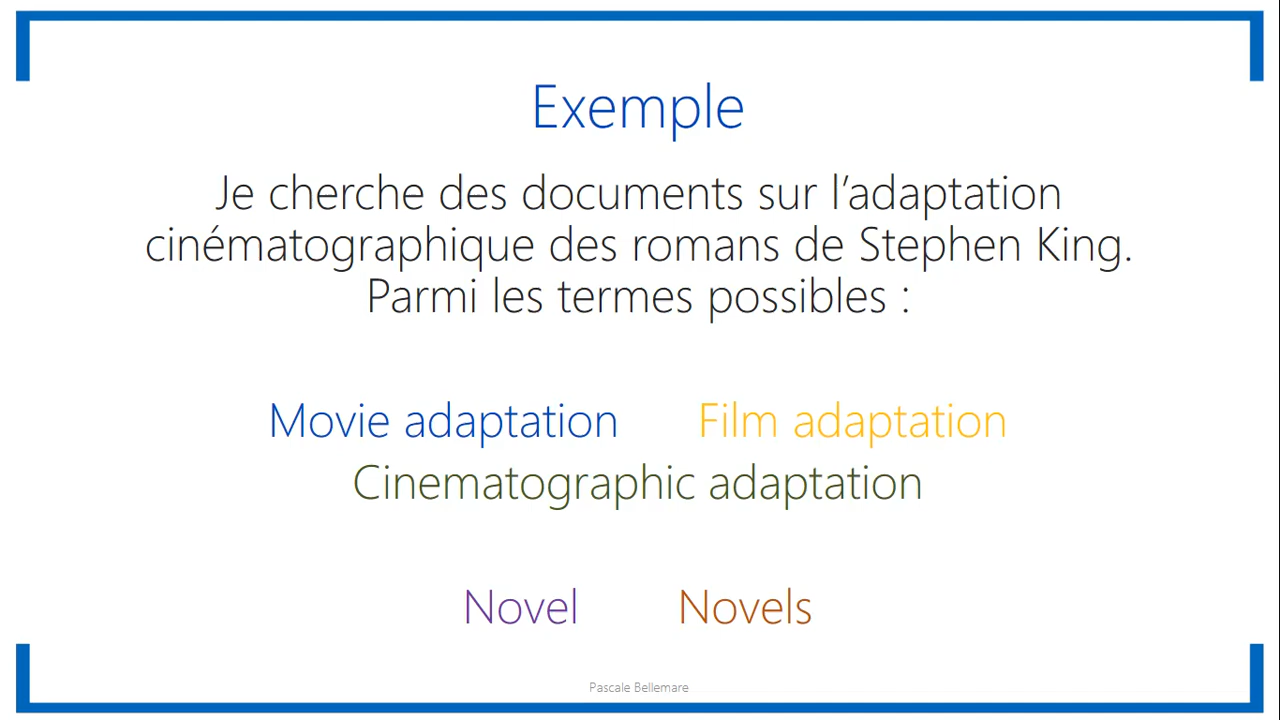 Exemple
Je cherche des documents sur l’adaptation
cinématographique des romans de Stephen King.
Parmi les termes possibles :
Movie adaptation Film adaptation
Cinematographic adaptation
Novel Novels
Pascale Bellemare